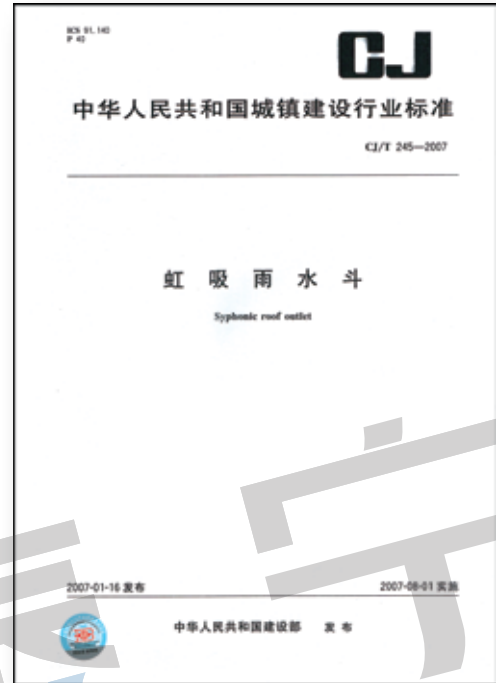 ICS 91.140
P 40
CJ
中华人民共和国城镇建设行业标准
CJ/T 245—2007
虹吸雨水斗
Syphonic roof outlet
2007-01-16 发布
2007-08-01 实施
中华人民共和国建设部 发布